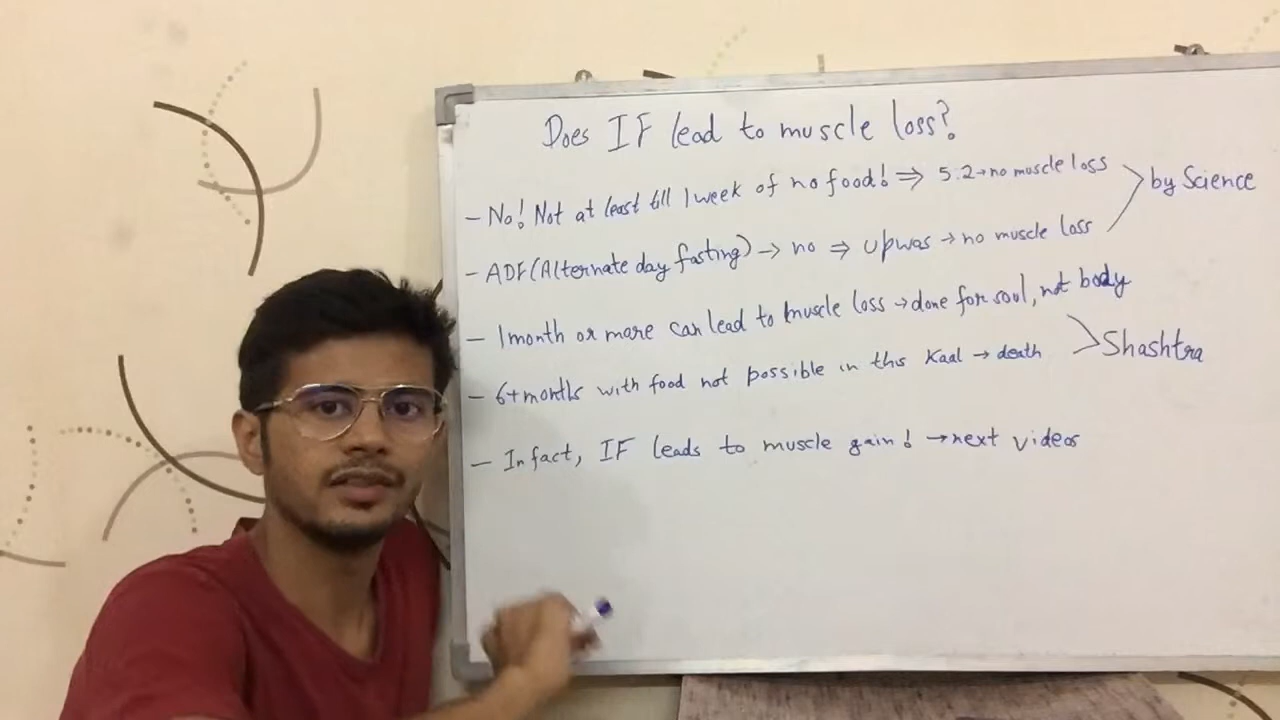 Does IF lead to muscle loss?
- No! Not at least till 1 week of no food! ⇒ 5:2 → no muscle loss
by Science
- ADF (Alternate day fasting) → no ⇒ upwas → no muscle loss
- 1 month or more can lead to muscle loss → done for soul, not body
- 6+ months with food not possible in this Kaal → death
Shashtra
- Infact, IF leads to muscle gain! → next videos